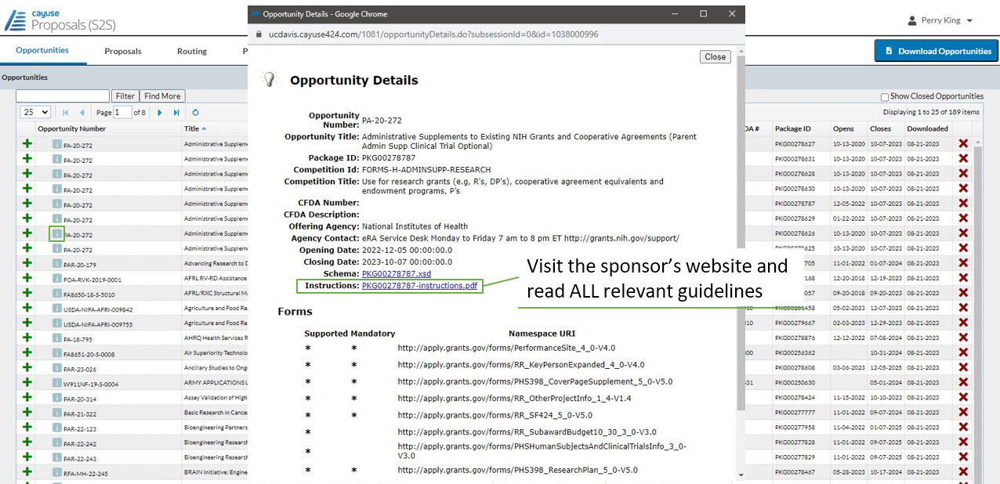 cayuse
Proposals (S2S)
Perry King
Opportunities
Proposals
Routing
P
Download Opportunities
Opportunities
Filter
Find More
Show Closed Opportunities
25
Page 1 of 8
Displaying 1 to 25 of 189 items
Opportunity Number Title DA # Package ID Opens Closes Downloaded
PA-20-272 Administrative Supplem PKG00278627 10-13-2020 10-07-2023 08-21-2023
PA-20-272 Administrative Supplem PKG00278631 10-13-2020 10-07-2023 08-21-2023
PA-20-272 Administrative Supplem PKG00278628 10-13-2020 10-07-2023 08-21-2023
PA-20-272 Administrative Supplem PKG00278630 10-13-2020 10-07-2023 08-21-2023
PA-20-272 Administrative Supplem PKG00278787 12-05-2022 10-07-2023 08-21-2023
PA-20-272 Administrative Supplem PKG00278629 01-22-2022 10-07-2023 08-21-2023
PA-20-272 Administrative Supplem PKG00278626 10-13-2020 10-07-2023 08-21-2023
PA-20-272 Administrative Supplem 625 10-13-2020 10-07-2023 08-21-2023
PAR-20-179 Advancing Research to D 705 11-01-2022 01-07-2024 08-21-2023
FOA-RVK-2019-0001 AFRL RV-RD Assistance 168 12-20-2018 12-19-2023 08-21-2023
FA8650-18-S-5010 AFRL/RXC Structural Ma 057 09-20-2018 09-20-2023 08-21-2023
USDA-NIFA-AFRI-009842 Agriculture and Food Re 05-02-2023 12-07-2023 08-21-2023
USDA-NIFA-AFRI-009755 Agriculture and Food Re 310 PKG00279667 02-03-2023 12-29-2023 08-21-2023
PA-18-795 AHRQ Health Services R PKG00278876 12-12-2022 07-08-2024 08-21-2023
FA8651-20-S-0008 Air Superiority Technolo 300 PKG00256362 10-31-2024 08-21-2023
PAR-23-026 Ancillary Studies to Ongo PKG00278608 03-06-2023 12-05-2025 08-21-2023
W911NF-19-S-0004 ARMY APPLICATIONS L 431 PKG00250630 05-01-2024 08-21-2023
PAR-20-314 Assay Validation of High PKG00278424 11-15-2022 10-10-2023 08-21-2023
PAR-21-322 Basic Research in Cance PKG00277777 11-01-2022 09-07-2024 08-21-2023
PAR-22-123 Bioengineering Partners PKG00277958 11-04-2022 01-07-2025 08-21-2023
PAR-22-242 Bioengineering Research PKG00277828 11-01-2022 09-07-2025 08-21-2023
PAR-22-243 Bioengineering Research PKG00277829 11-01-2022 09-07-2025 08-21-2023
RFA-MH-22-245 BRAIN Initiative: Engine PKG00278467 05-28-2023 10-17-2024 08-21-2023
Opportunity Details - Google Chrome
ucdavis.cayuse424.com/1081/opportunityDetails.do?subsessionId=0&id=1038000996
Close
Opportunity Details
Opportunity
Number: PA-20-272
Opportunity Title: Administrative Supplements to Existing NIH Grants and Cooperative Agreements (Parent
Admin Supp Clinical Trial Optional)
Package ID: PKG00278787
Competition Id: FORMS-H-ADMINSUPP-RESEARCH
Competition Title: Use for research grants (e.g, R's, DP's), cooperative agreement equivalents and
endowment programs, P's
CFDA Number:
CFDA Description:
Offering Agency: National Institutes of Health
Agency Contact: eRA Service Desk Monday to Friday 7 am to 8 pm ET http://grants.nih.gov/support/
Opening Date: 2022-12-05 00:00:00.0
Closing Date: 2023-10-07 00:00:00.0
Schema: PKG00278787.xsd
Instructions: PKG00278787-instructions.pdf
Visit the sponsor's website and
read ALL relevant guidelines
Forms
Supported Mandatory Namespace URI
* * http://apply.grants.gov/forms/PerformanceSite_4_0-V4.0
* * http://apply.grants.gov/forms/RR_KeyPersonExpanded_4_0-V4.0
* * http://apply.grants.gov/forms/PHS398_CoverPageSupplement_5_0-V5.0
* * http://apply.grants.gov/forms/RR_OtherProjectInfo_1_4-V1.4
* * http://apply.grants.gov/forms/RR_SF424_5_0-V5.0
* http://apply.grants.gov/forms/RR_SubawardBudget10_30_3_0-V3.0
* http://apply.grants.gov/forms/PHSHumanSubjectsAndClinicalTrialsInfo_3_0-
V3.0
* * http://apply.grants.gov/forms/PHS398_ResearchPlan_5_0-V5.0